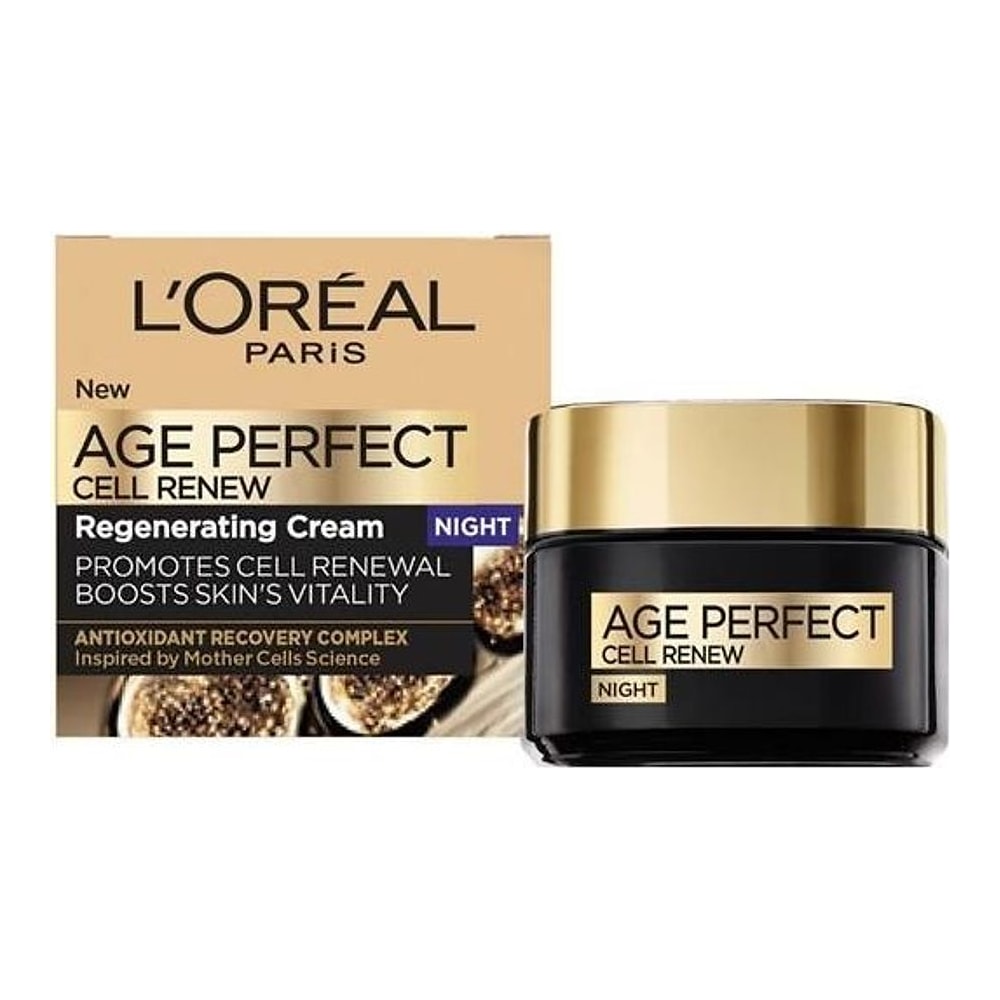 L'ORÉAL
PARiS
New
AGE PERFECT
CELL RENEW
Regenerating Cream NIGHT
PROMOTES CELL RENEWAL
BOOSTS SKIN'S VITALITY
ANTIOXIDANT RECOVERY COMPLEX
Inspired by Mother Cells Science
AGE PERFECT
CELL RENEW
NIGHT